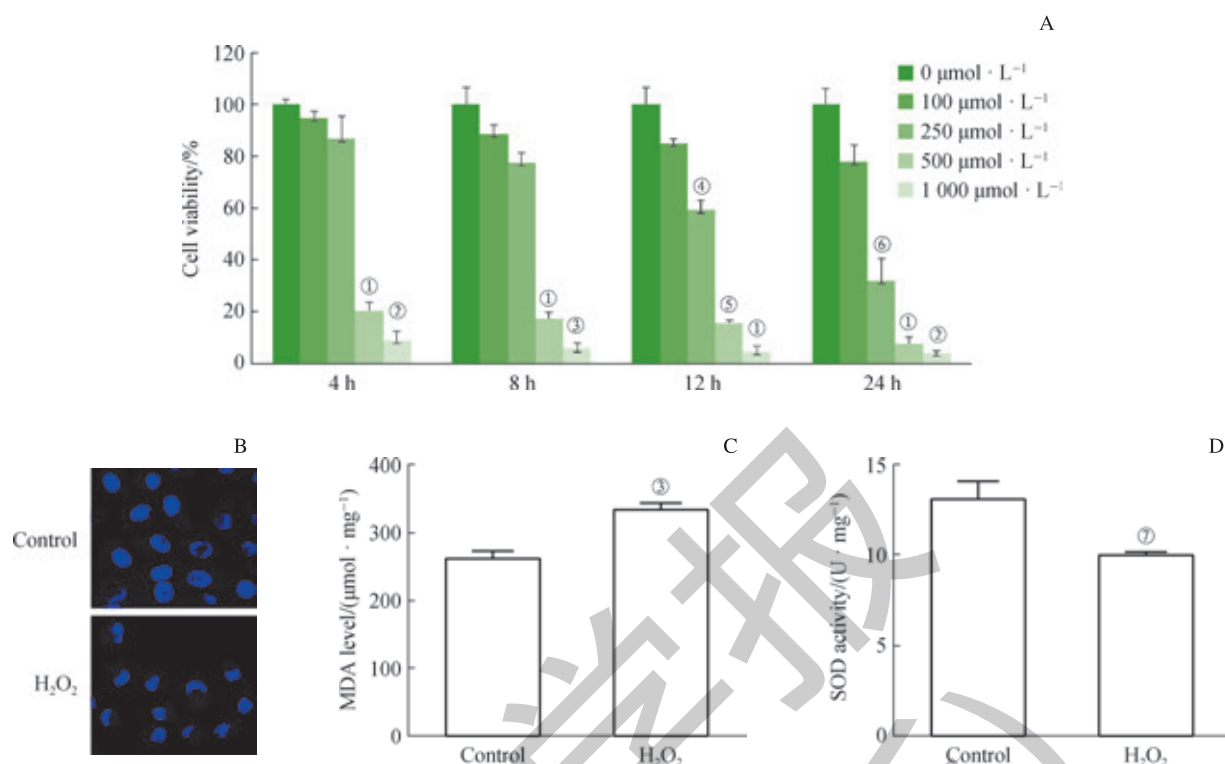 A
Cell viability/%
120
100
80
60
40
20
0
① ② ① ③ ④ ⑤ ① ⑥ ① ②
4 h 8 h 12 h 24 h
0 μmol · L⁻¹
100 μmol · L⁻¹
250 μmol · L⁻¹
500 μmol · L⁻¹
1 000 μmol · L⁻¹
B
Control
H₂O₂
C
MDA level/(μmol · mg⁻¹)
400
300
200
100
0
③
Control H₂O₂
D
SOD activity/(U · mg⁻¹)
15
10
5
0
⑦
Control H₂O₂
学报